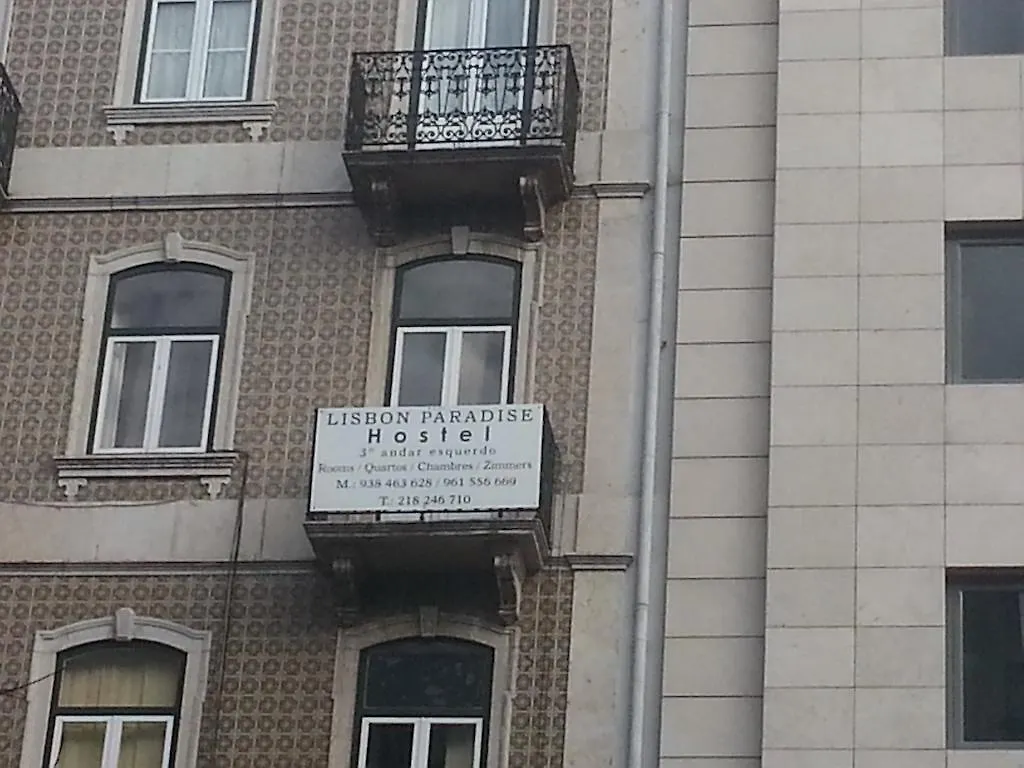 LISBON PARADISE
Hostel
3º andar esquerdo
Rooms / Quartos / Chambres / Zimmers
M.: 938 463 628 / 961 556 669
T.: 218 246 710